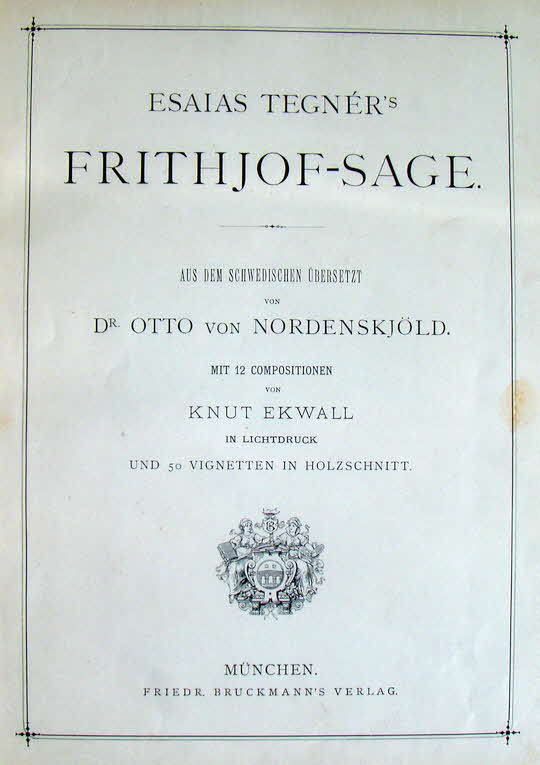 ESAIAS TEGNÉR's
FRITHJOF-SAGE.
AUS DEM SCHWEDISCHEN ÜBERSETZT
VON
DR. OTTO VON NORDENSKJÖLD.
MIT 12 COMPOSITIONEN
VON
KNUT EKWALL
IN LICHTDRUCK
UND 50 VIGNETTEN IN HOLZSCHNITT.
MÜNCHEN.
FRIEDR. BRUCKMANN'S VERLAG.